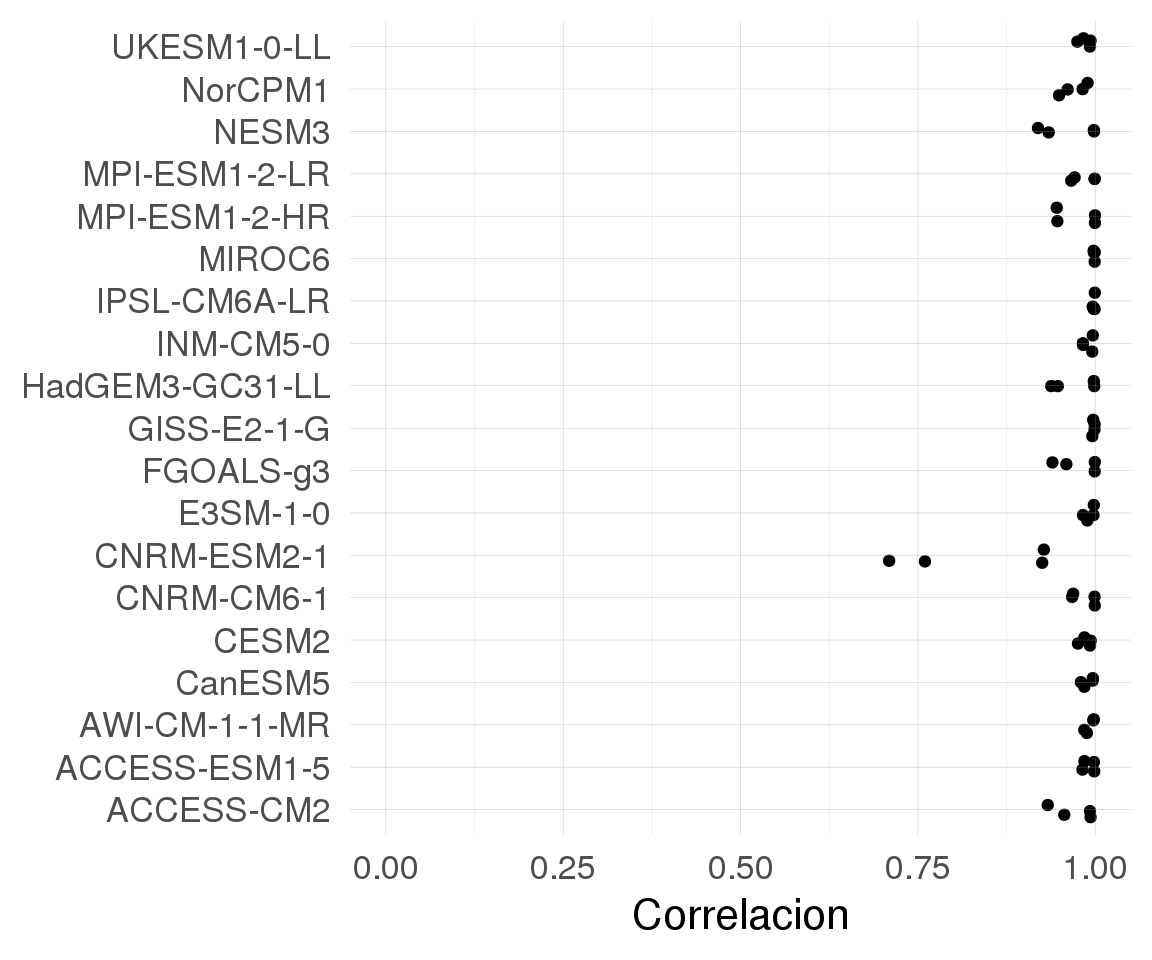 UKESM1-0-LL
NorCPM1
NESM3
MPI-ESM1-2-LR
MPI-ESM1-2-HR
MIROC6
IPSL-CM6A-LR
INM-CM5-0
HadGEM3-GC31-LL
GISS-E2-1-G
FGOALS-g3
E3SM-1-0
CNRM-ESM2-1
CNRM-CM6-1
CESM2
CanESM5
AWI-CM-1-1-MR
ACCESS-ESM1-5
ACCESS-CM2
0.00 0.25 0.50 0.75 1.00
Correlacion